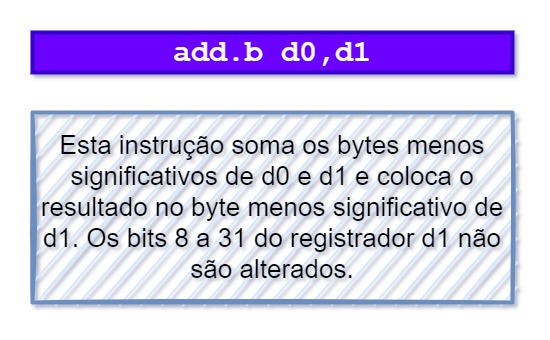 add.b d0,d1
Esta instrução soma os bytes menos
significativos de d0 e d1 e coloca o
resultado no byte menos significativo de
d1. Os bits 8 a 31 do registrador d1 não
são alterados.